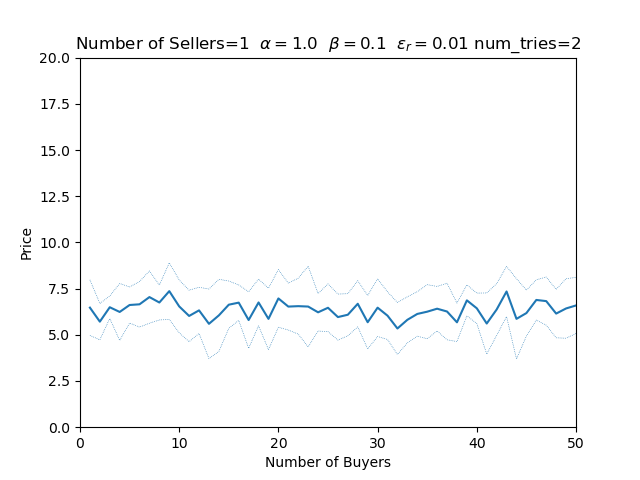 Number of Sellers=1 α = 1.0 β = 0.1 εr = 0.01 num_tries=2
20.0
17.5
15.0
12.5
10.0
7.5
5.0
2.5
0.0
Price
0 10 20 30 40 50
Number of Buyers